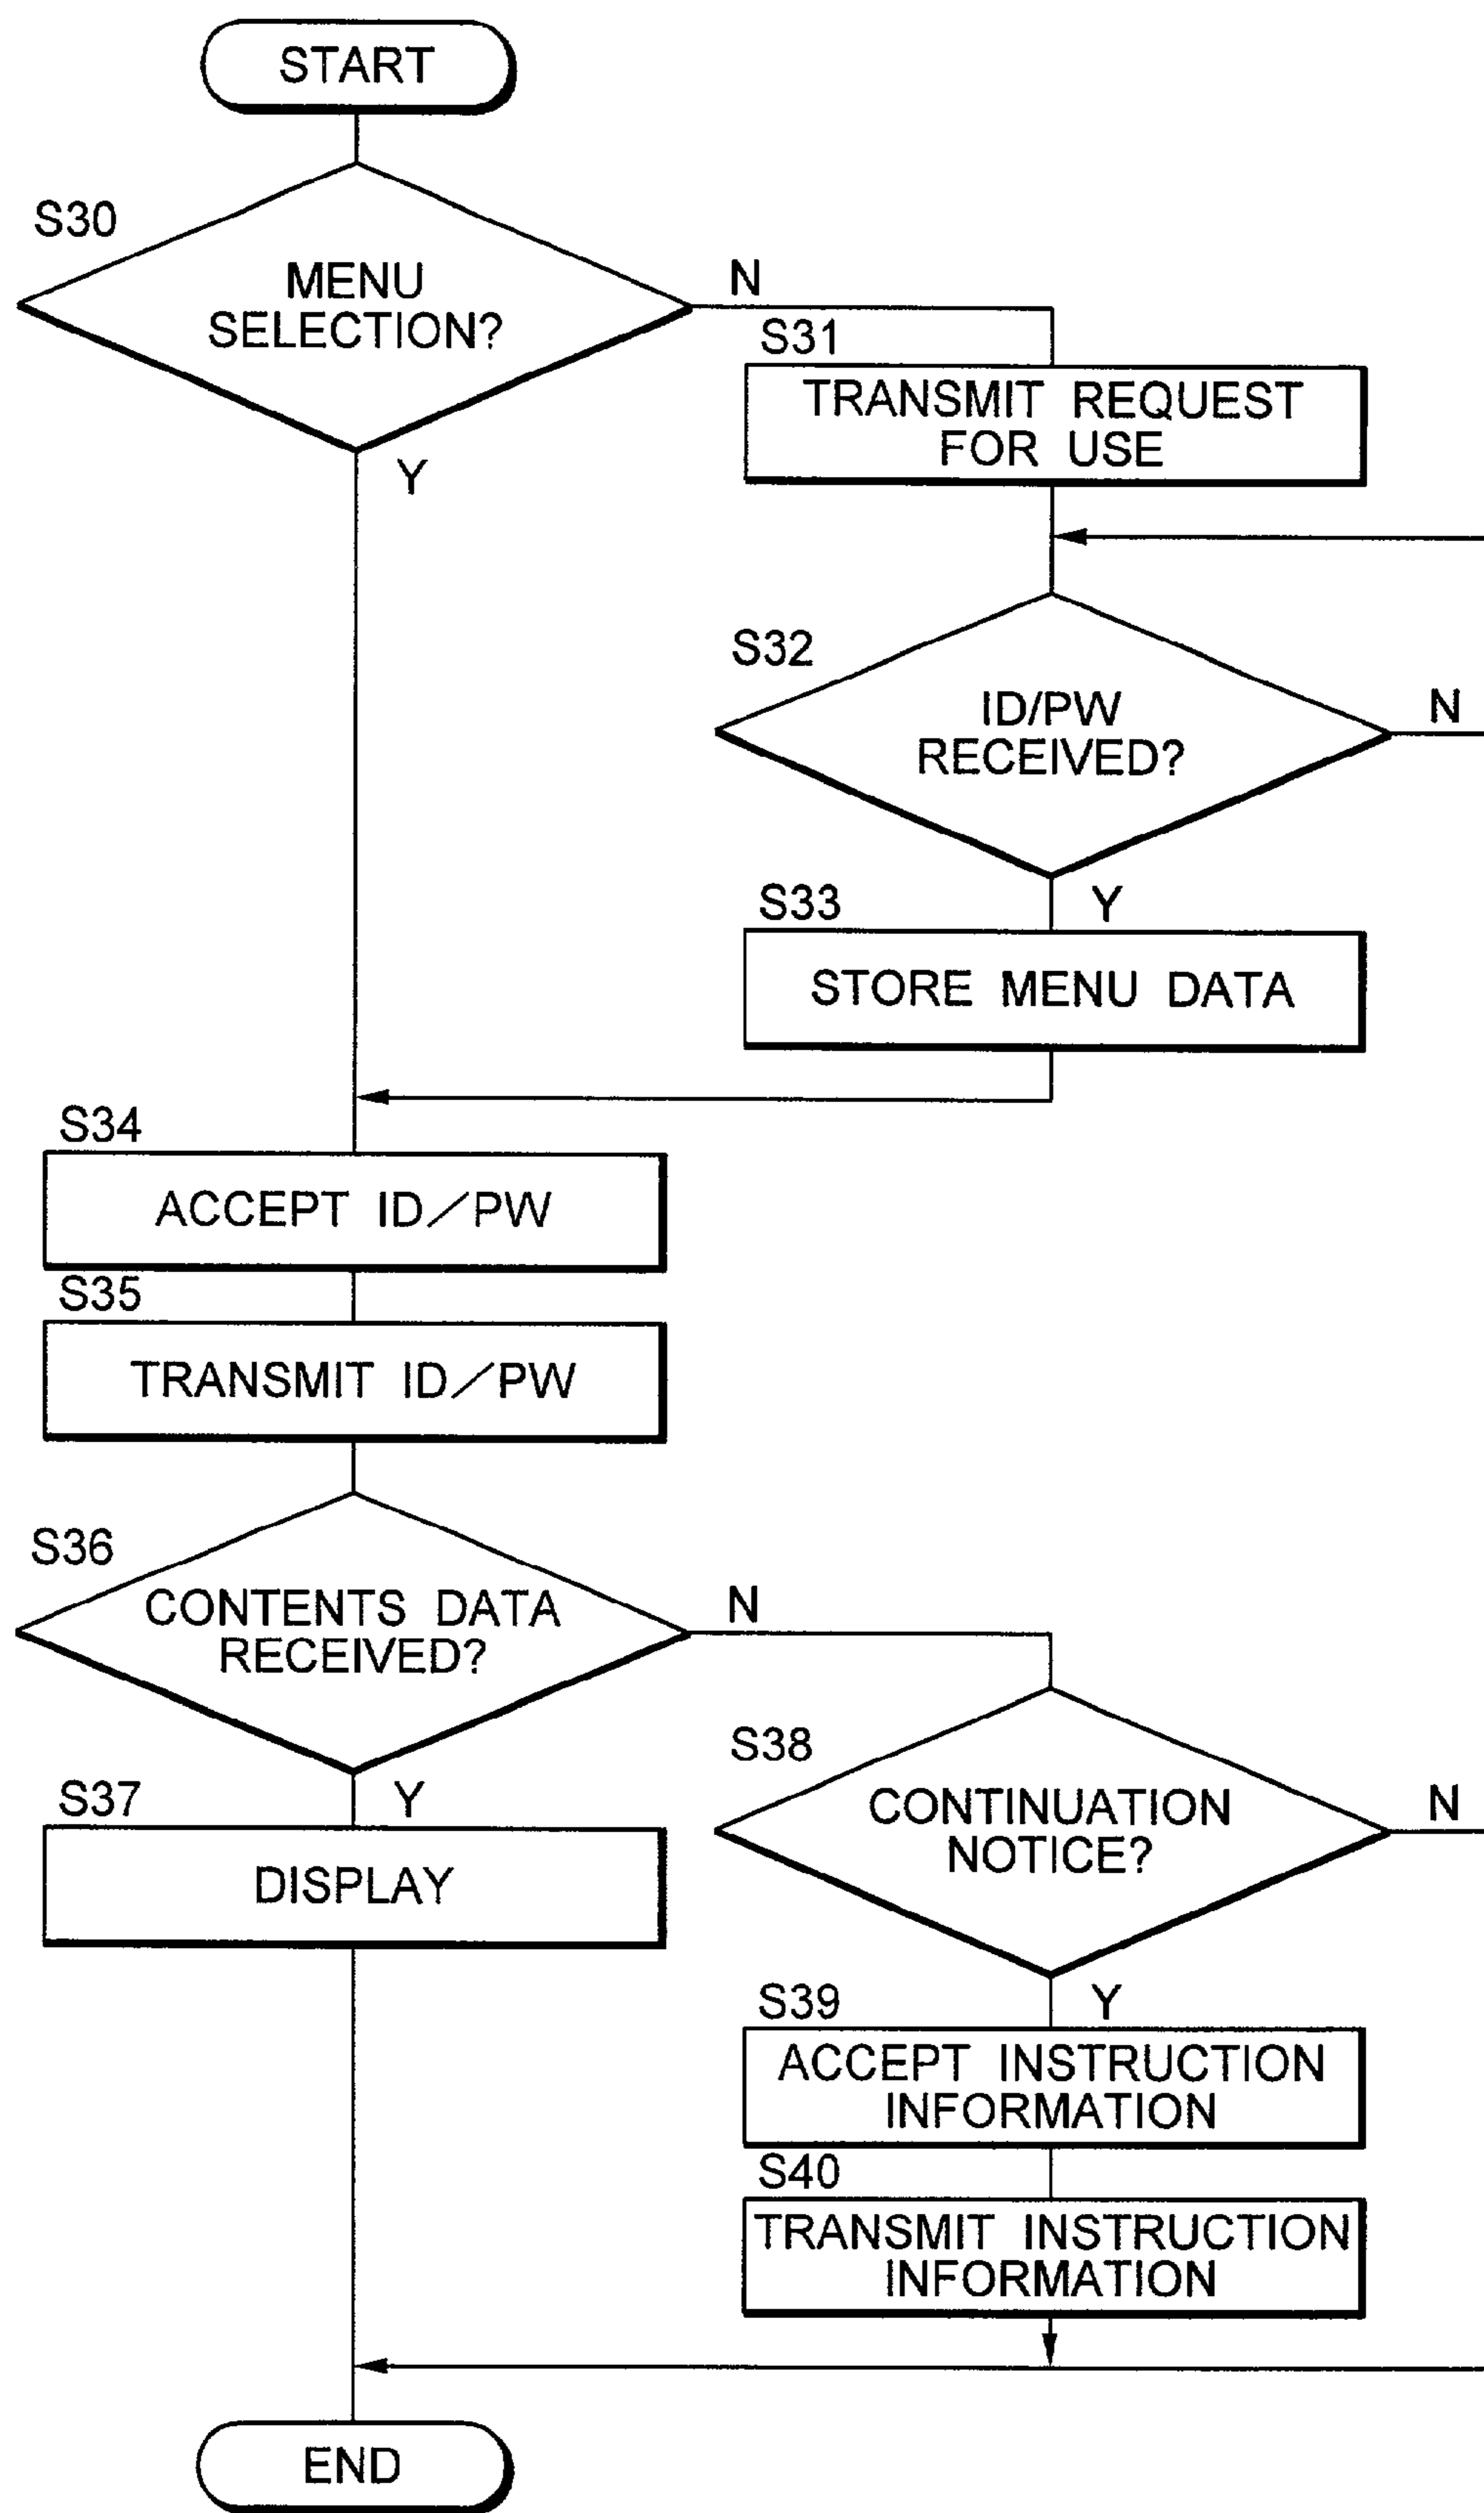 START
S30
MENU
SELECTION?
N
Y
S31
TRANSMIT REQUEST
FOR USE
S32
ID/PW
RECEIVED?
N
Y
S33
STORE MENU DATA
S34
ACCEPT ID/PW
S35
TRANSMIT ID/PW
S36
CONTENTS DATA
RECEIVED?
N
Y
S37
DISPLAY
S38
CONTINUATION
NOTICE?
N
Y
S39
ACCEPT INSTRUCTION
INFORMATION
S40
TRANSMIT INSTRUCTION
INFORMATION
END